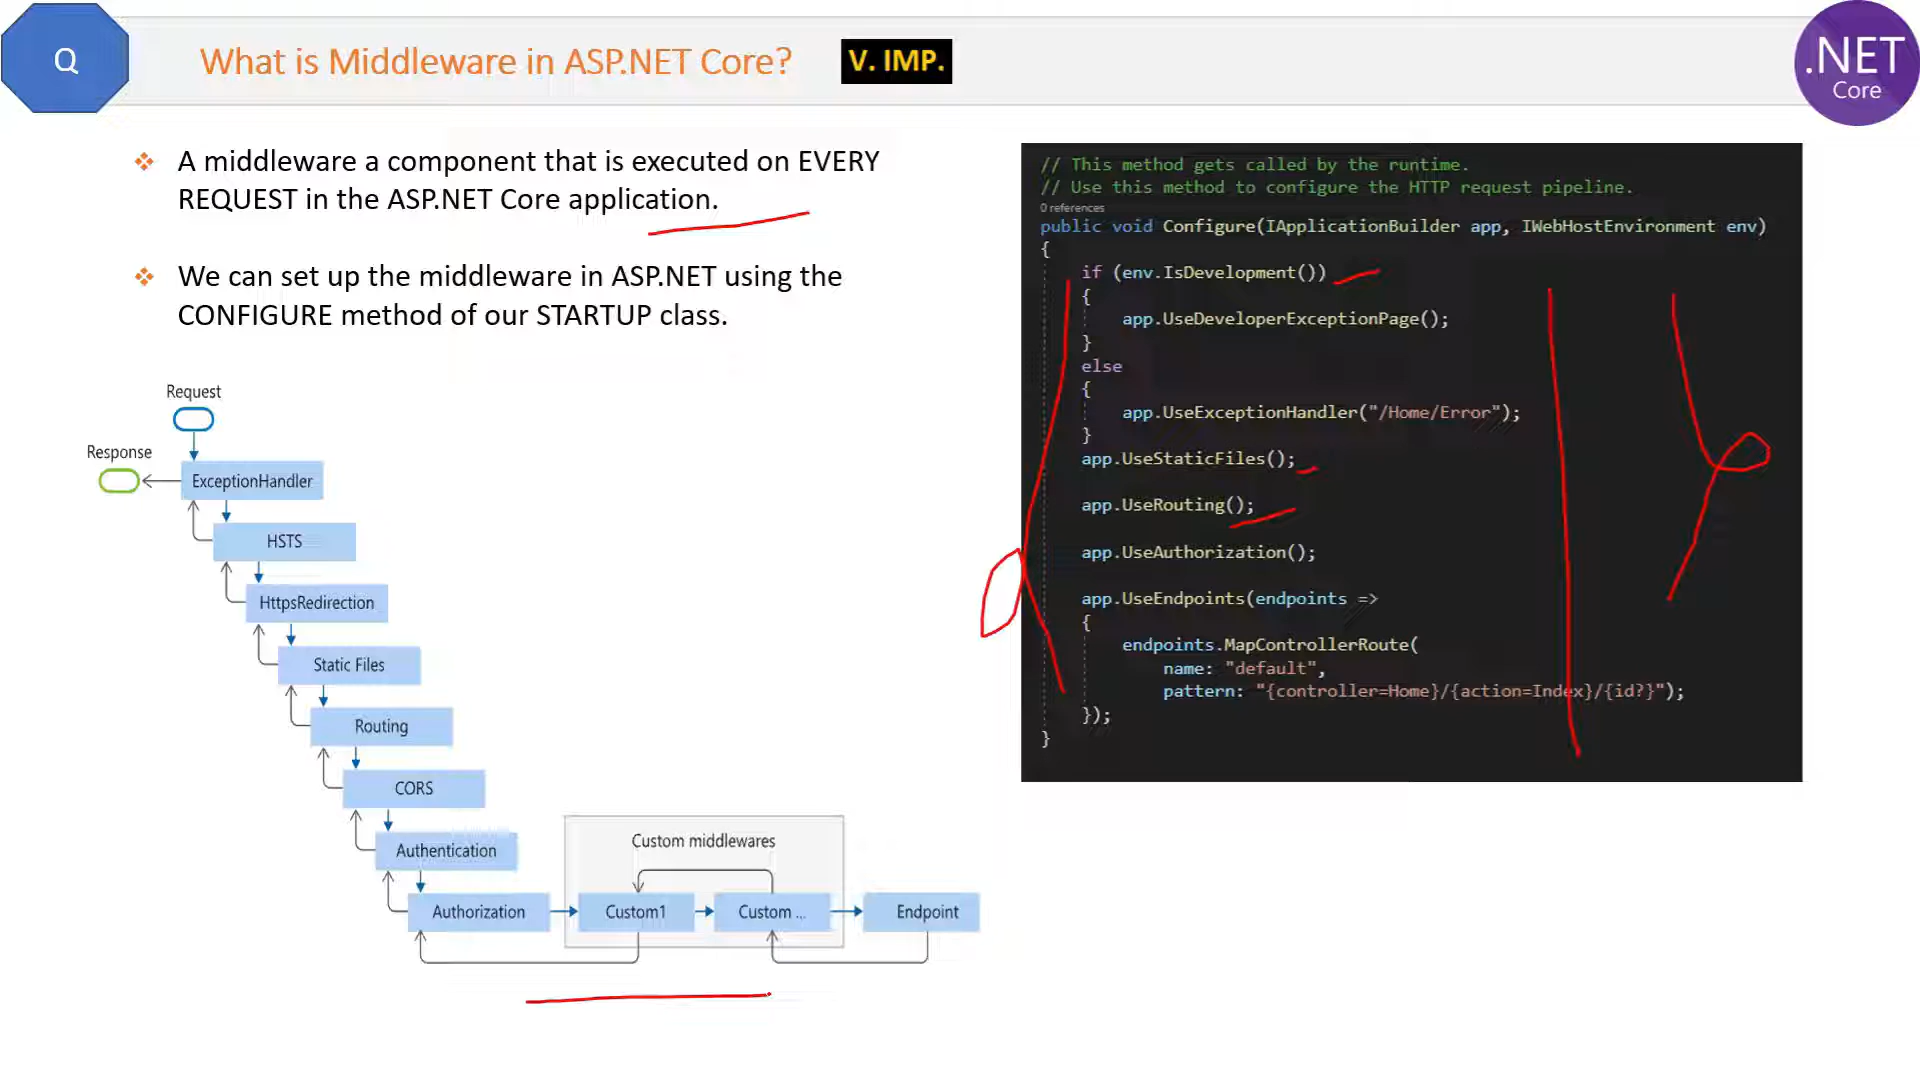 Q
What is Middleware in ASP.NET Core?
V. IMP.
.NET
Core
A middleware a component that is executed on EVERY
REQUEST in the ASP.NET Core application.
We can set up the middleware in ASP.NET using the
CONFIGURE method of our STARTUP class.
Request
Response
ExceptionHandler
HSTS
HttpsRedirection
Static Files
Routing
CORS
Authentication
Custom middlewares
Authorization
Custom1
Custom ...
Endpoint
// This method gets called by the runtime.
// Use this method to configure the HTTP request pipeline.
0 references
public void Configure(IApplicationBuilder app, IWebHostEnvironment env)
{
if (env.IsDevelopment())
{
app.UseDeveloperExceptionPage();
}
else
{
app.UseExceptionHandler("/Home/Error");
}
app.UseStaticFiles();
app.UseRouting();
app.UseAuthorization();
app.UseEndpoints(endpoints =>
{
endpoints.MapControllerRoute(
name: "default",
pattern: "{controller=Home}/{action=Index}/{id?}");
});
}